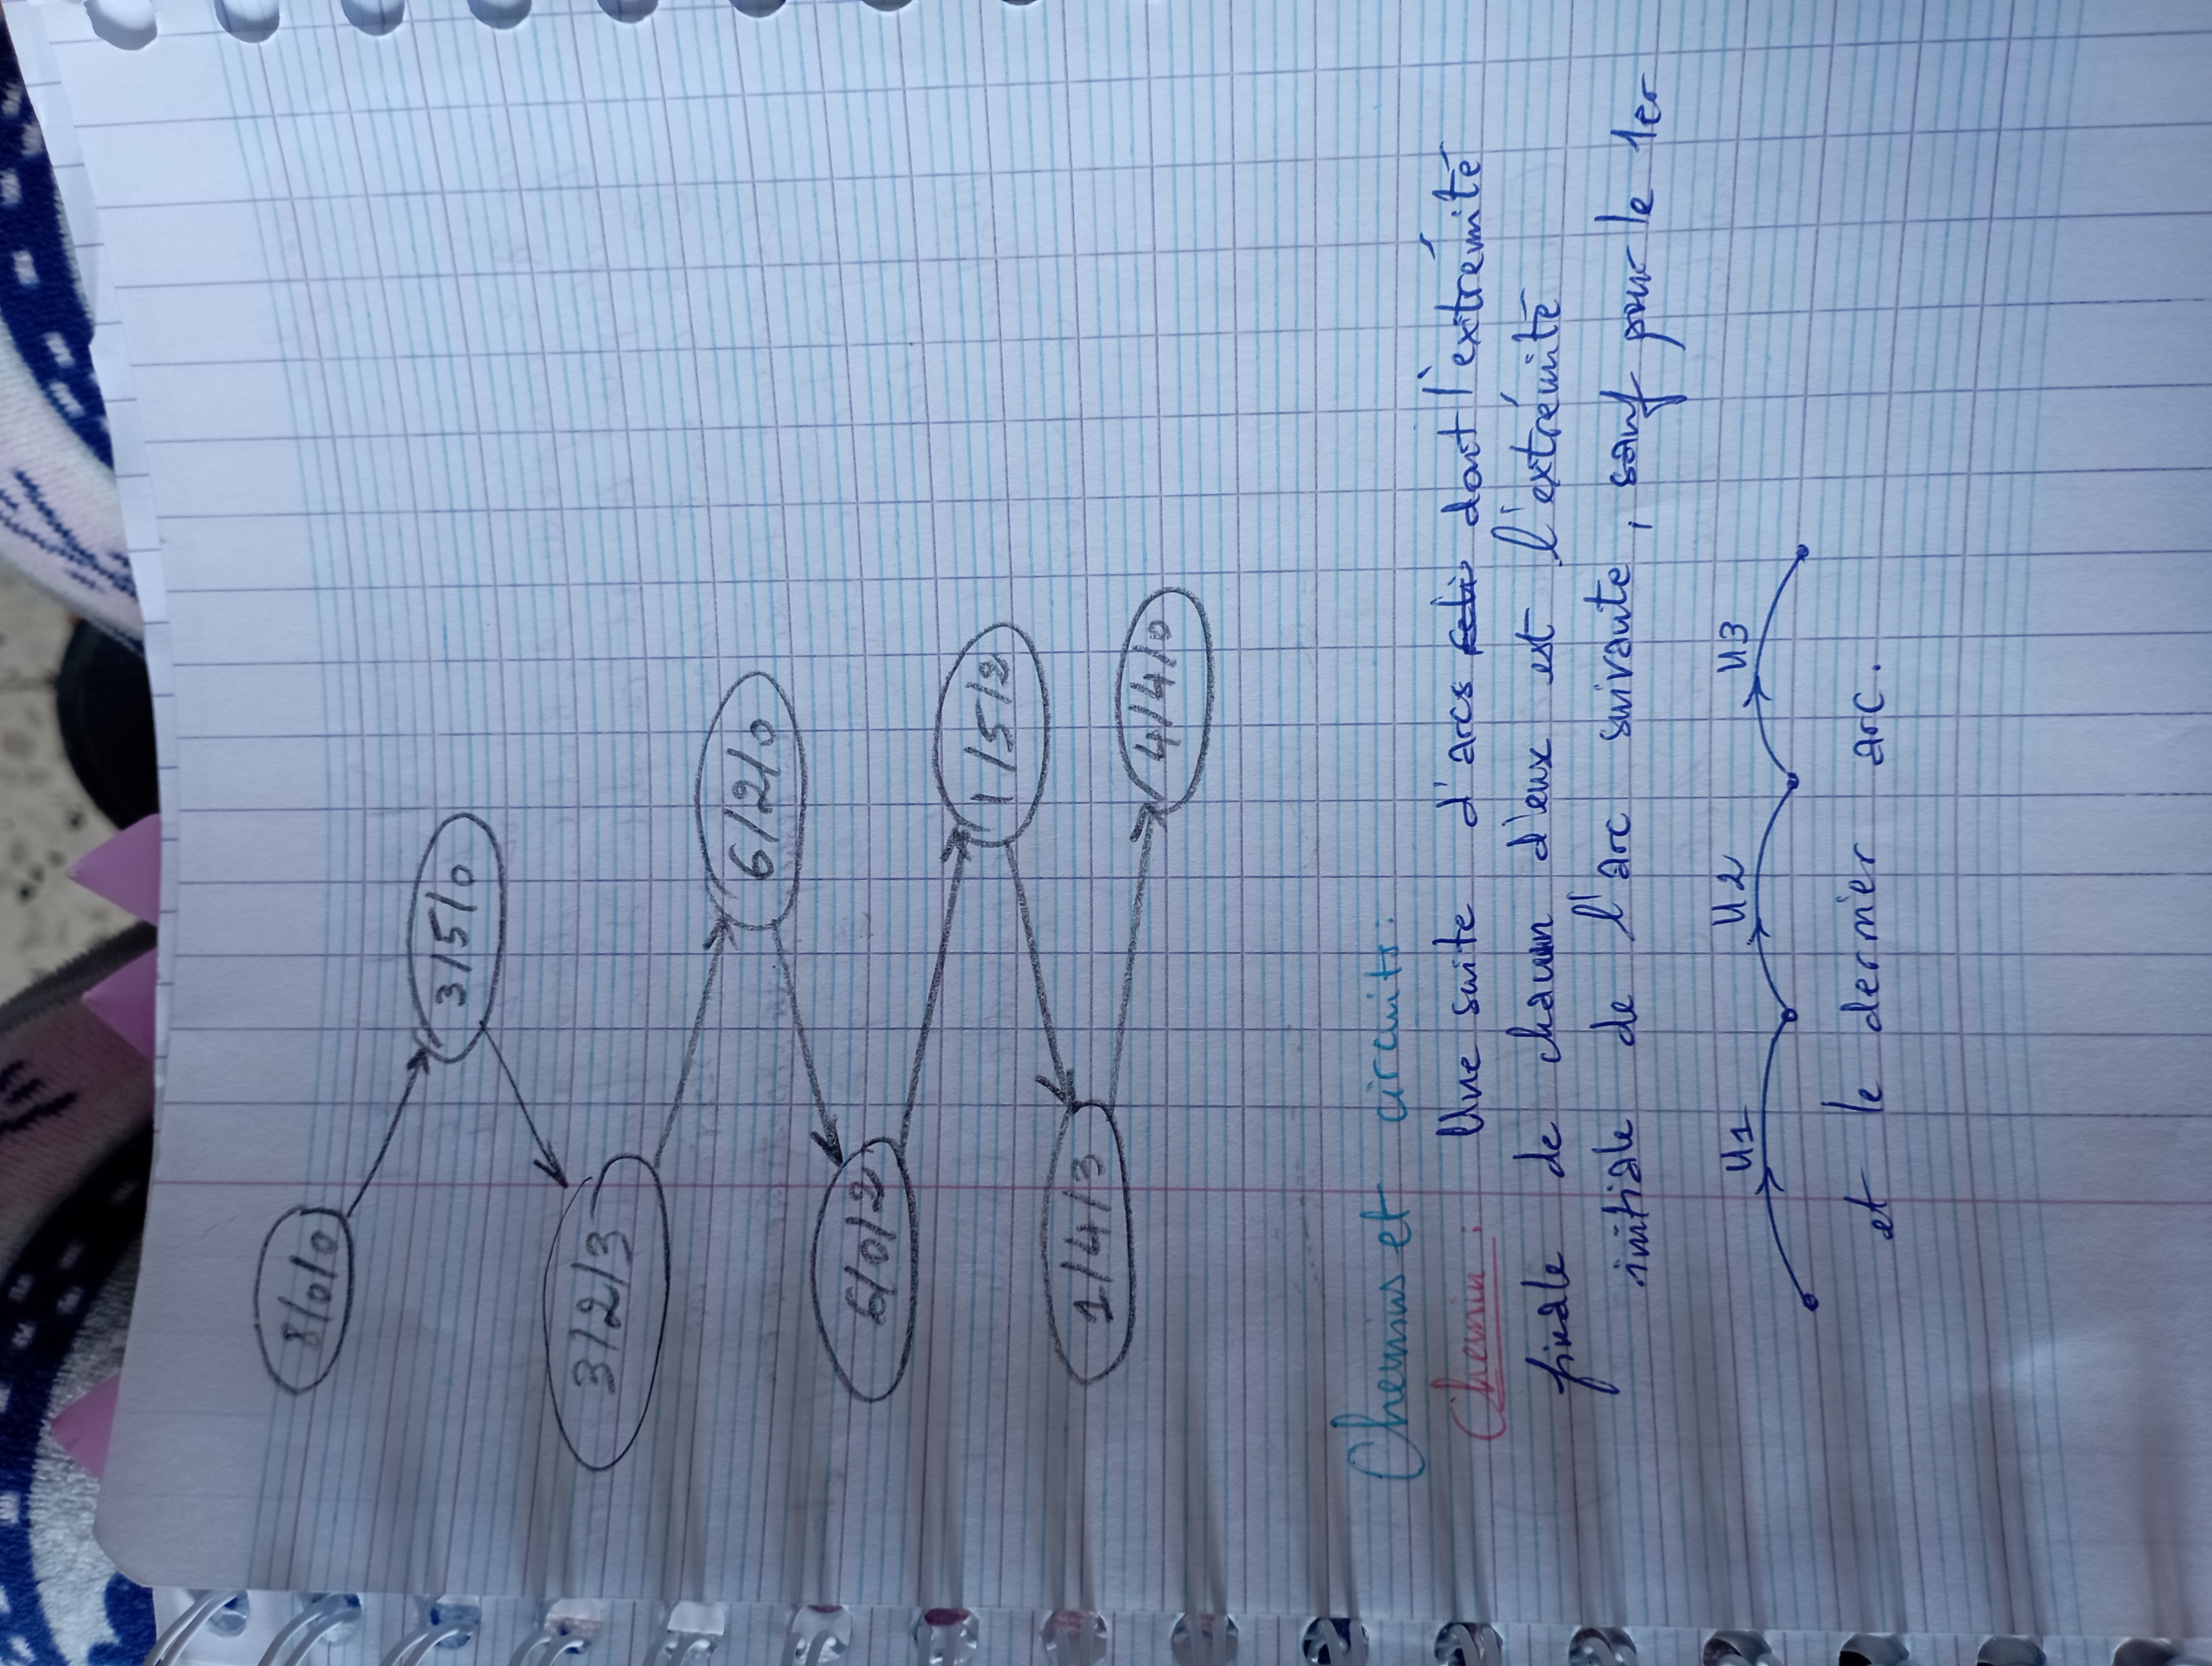 8/0/0
3/5/0
3/2/3
6/2/0
6/0/2
1/5/2
1/4/3
4/4/0
Chemins et circuits:
Chemin: Une suite d'arcs dont l'extrémité
finale de chacun d'eux est l'extrémité
initiale de l'arc suivante, sauf pour le 1er
U1 U2 U3
et le dernier arc.